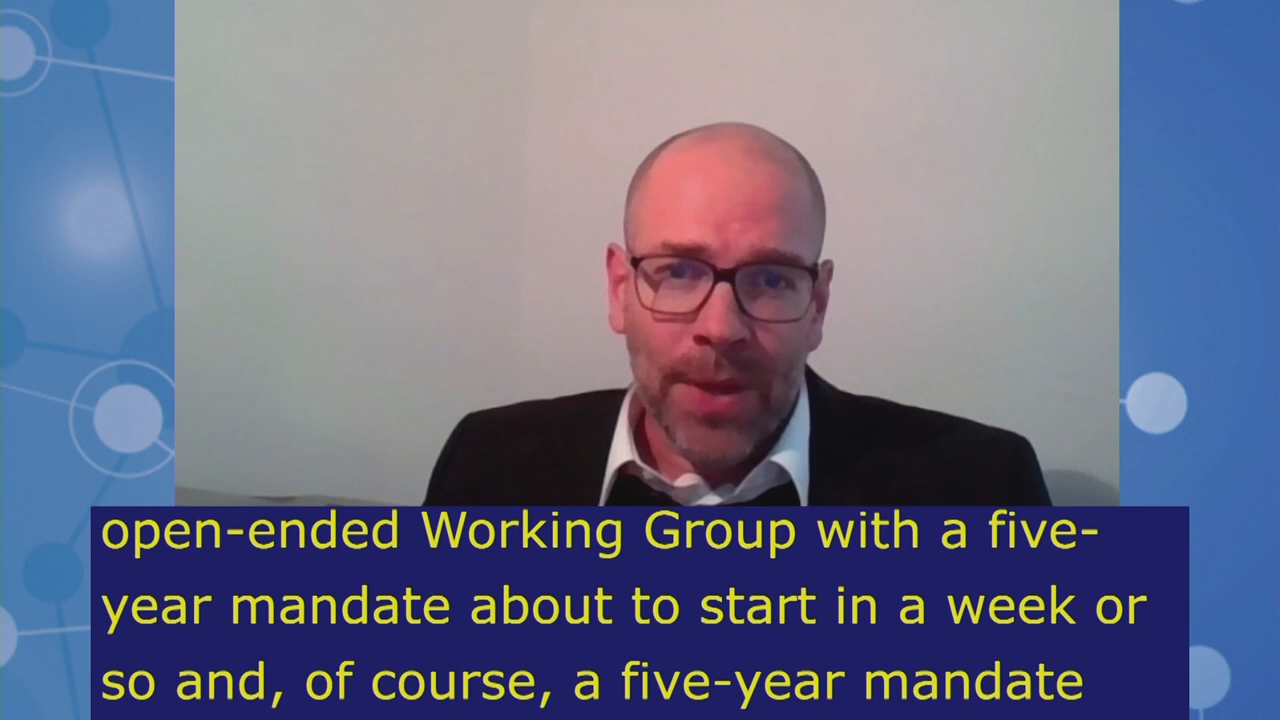 open-ended Working Group with a five-
year mandate about to start in a week or
so and, of course, a five-year mandate